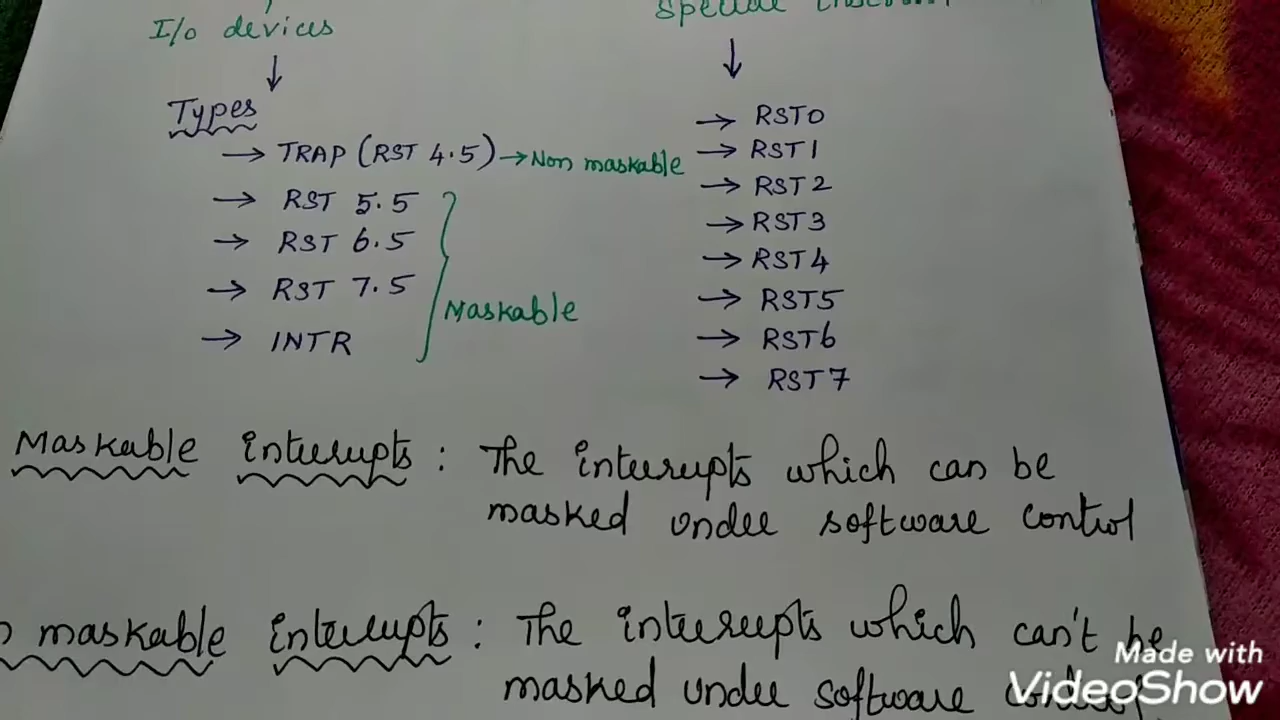 I/o devices
Special
↓ ↓
Types
→ TRAP (RST 4.5) → Non maskable
→ RST 5.5
→ RST 6.5
→ RST 7.5
→ INTR
Maskable
→ RST0
→ RST1
→ RST2
→ RST3
→ RST4
→ RST5
→ RST6
→ RST7
Maskable interrupts : The interrupts which can be
masked under software control
maskable interrupts : The interrupts which can't be
masked under software control
Made with
VideoShow